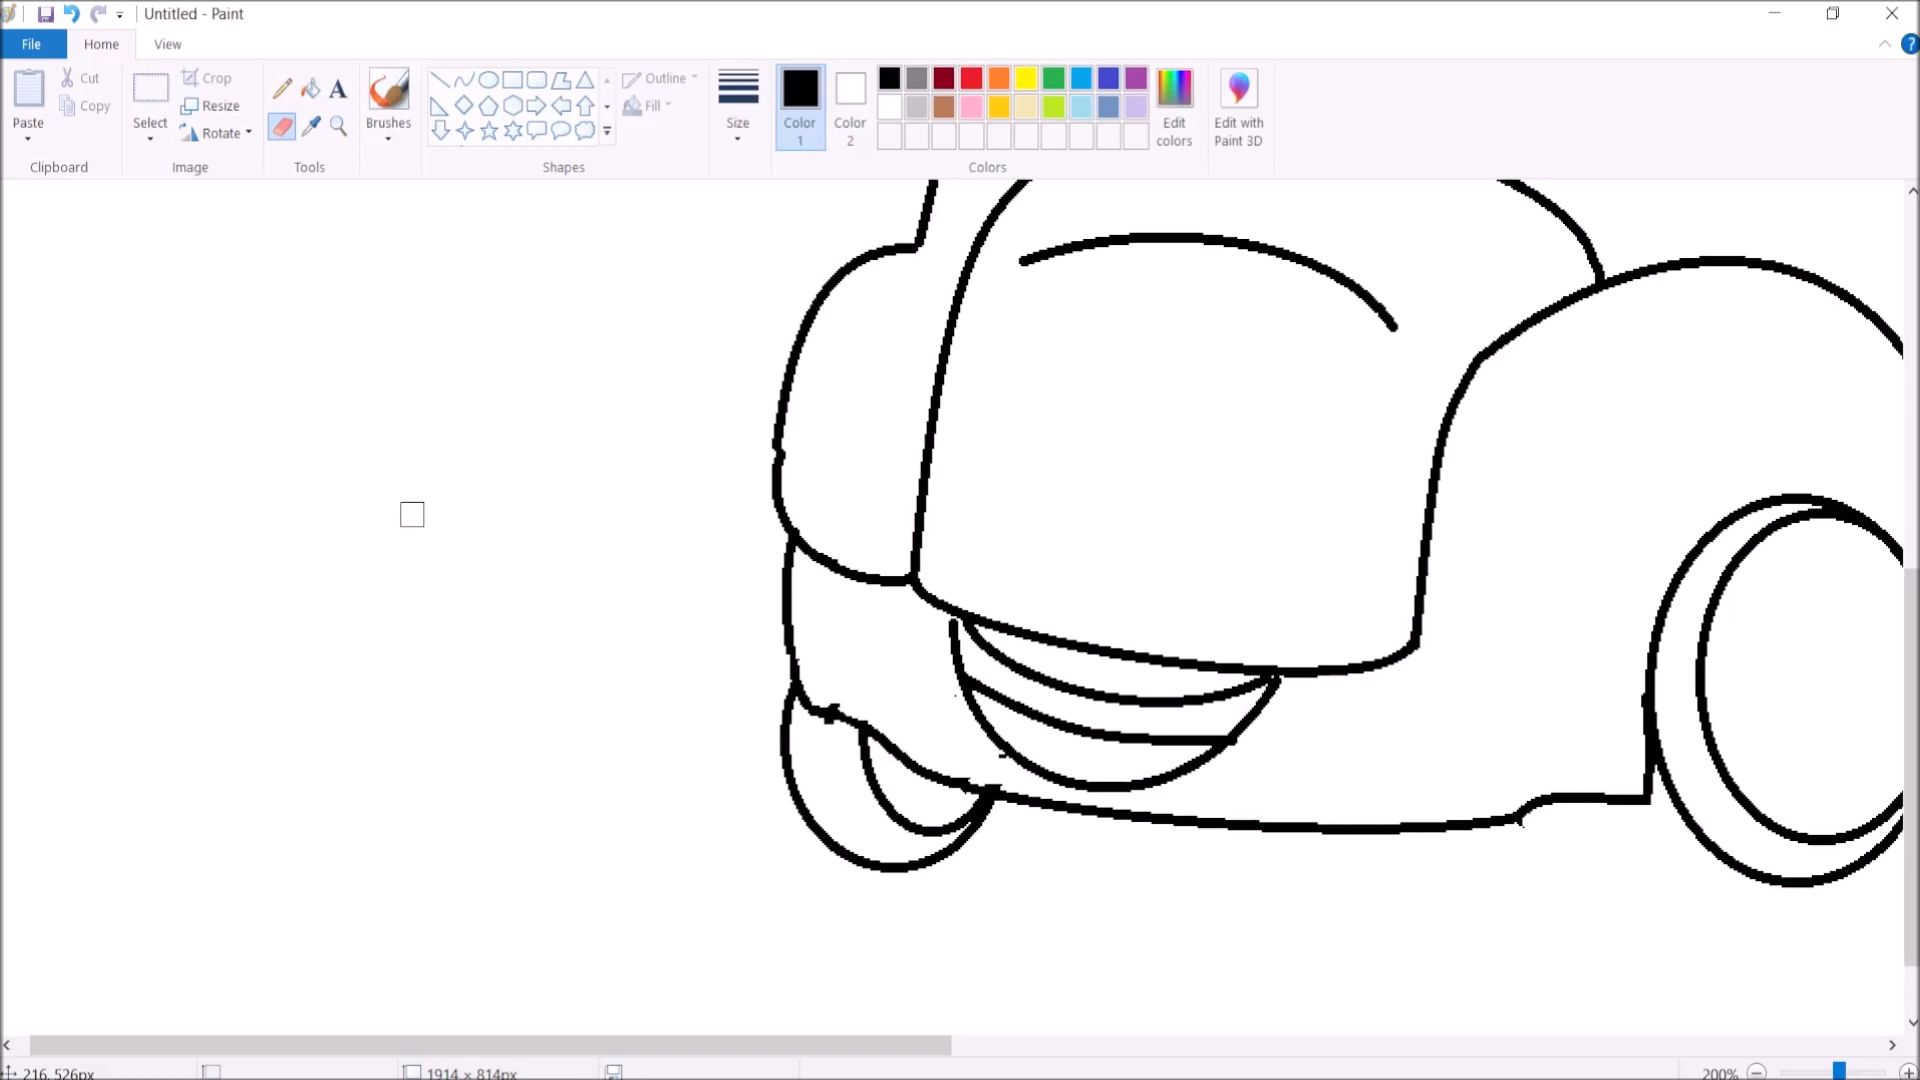 Untitled - Paint
File Home View
Paste
Cut
Copy
Clipboard
Select
Crop
Resize
Rotate
Image
A
Tools
Brushes
Shapes
Outline
Fill
Size
Color 1
Color 2
Edit colors
Colors
Edit with Paint 3D
?
216, 526px
1914 × 814px
200%